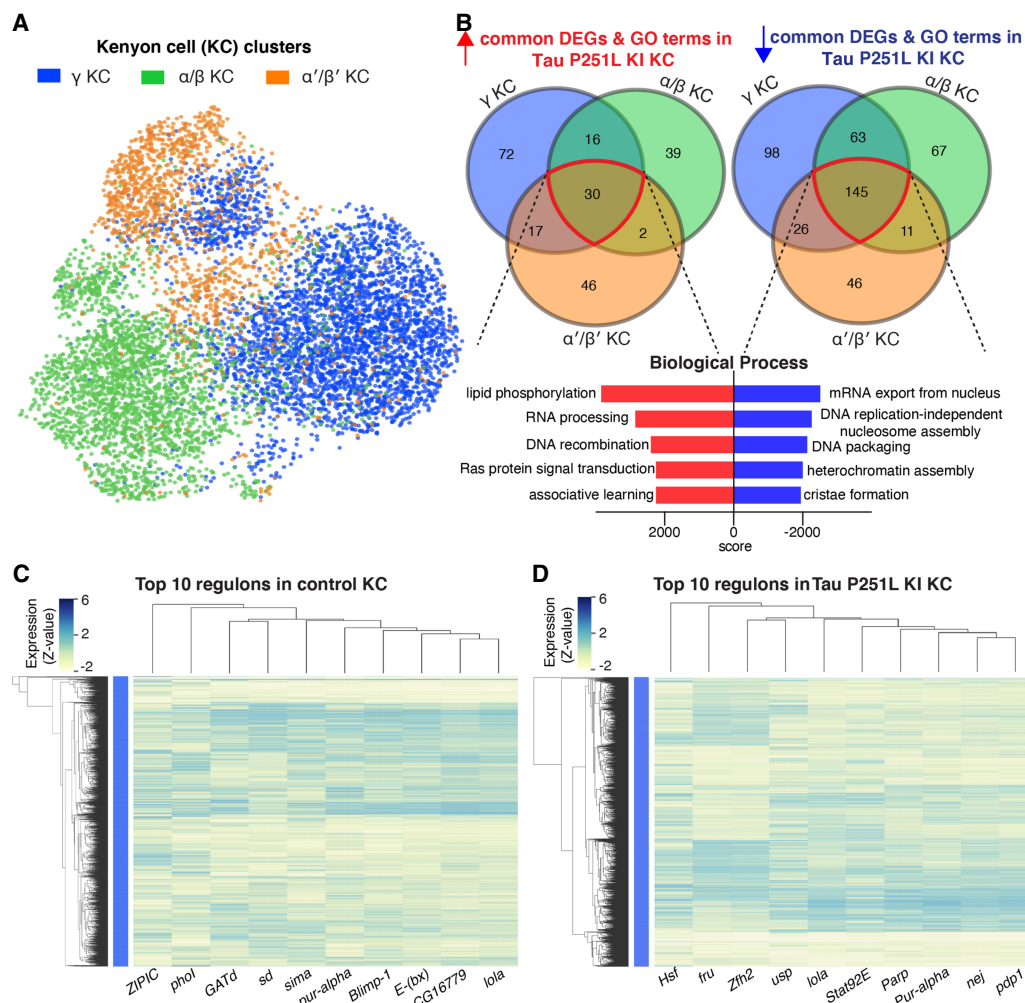 A
Kenyon cell (KC) clusters
γ KC
α/β KC
α′/β′ KC
B
common DEGs & GO terms in
Tau P251L KI KC
common DEGs & GO terms in
Tau P251L KI KC
γ KC
α/β KC
72
16
39
30
17
2
46
α′/β′ KC
γ KC
α/β KC
98
63
67
145
26
11
46
α′/β′ KC
Biological Process
lipid phosphorylation
RNA processing
DNA recombination
Ras protein signal transduction
associative learning
mRNA export from nucleus
DNA replication-independent
nucleosome assembly
DNA packaging
heterochromatin assembly
cristae formation
2000 0 -2000
score
C
Top 10 regulons in control KC
Expression
(Z-value)
6
2
-2
ZIPIC phol GATd sd sima pur-alpha Blimp-1 E-(bx) CG16779 lola
D
Top 10 regulons in Tau P251L KI KC
Expression
(Z-value)
6
2
-2
Hsf fru Zfh2 usp lola Stat92E Parp Pur-alpha nej pdp1